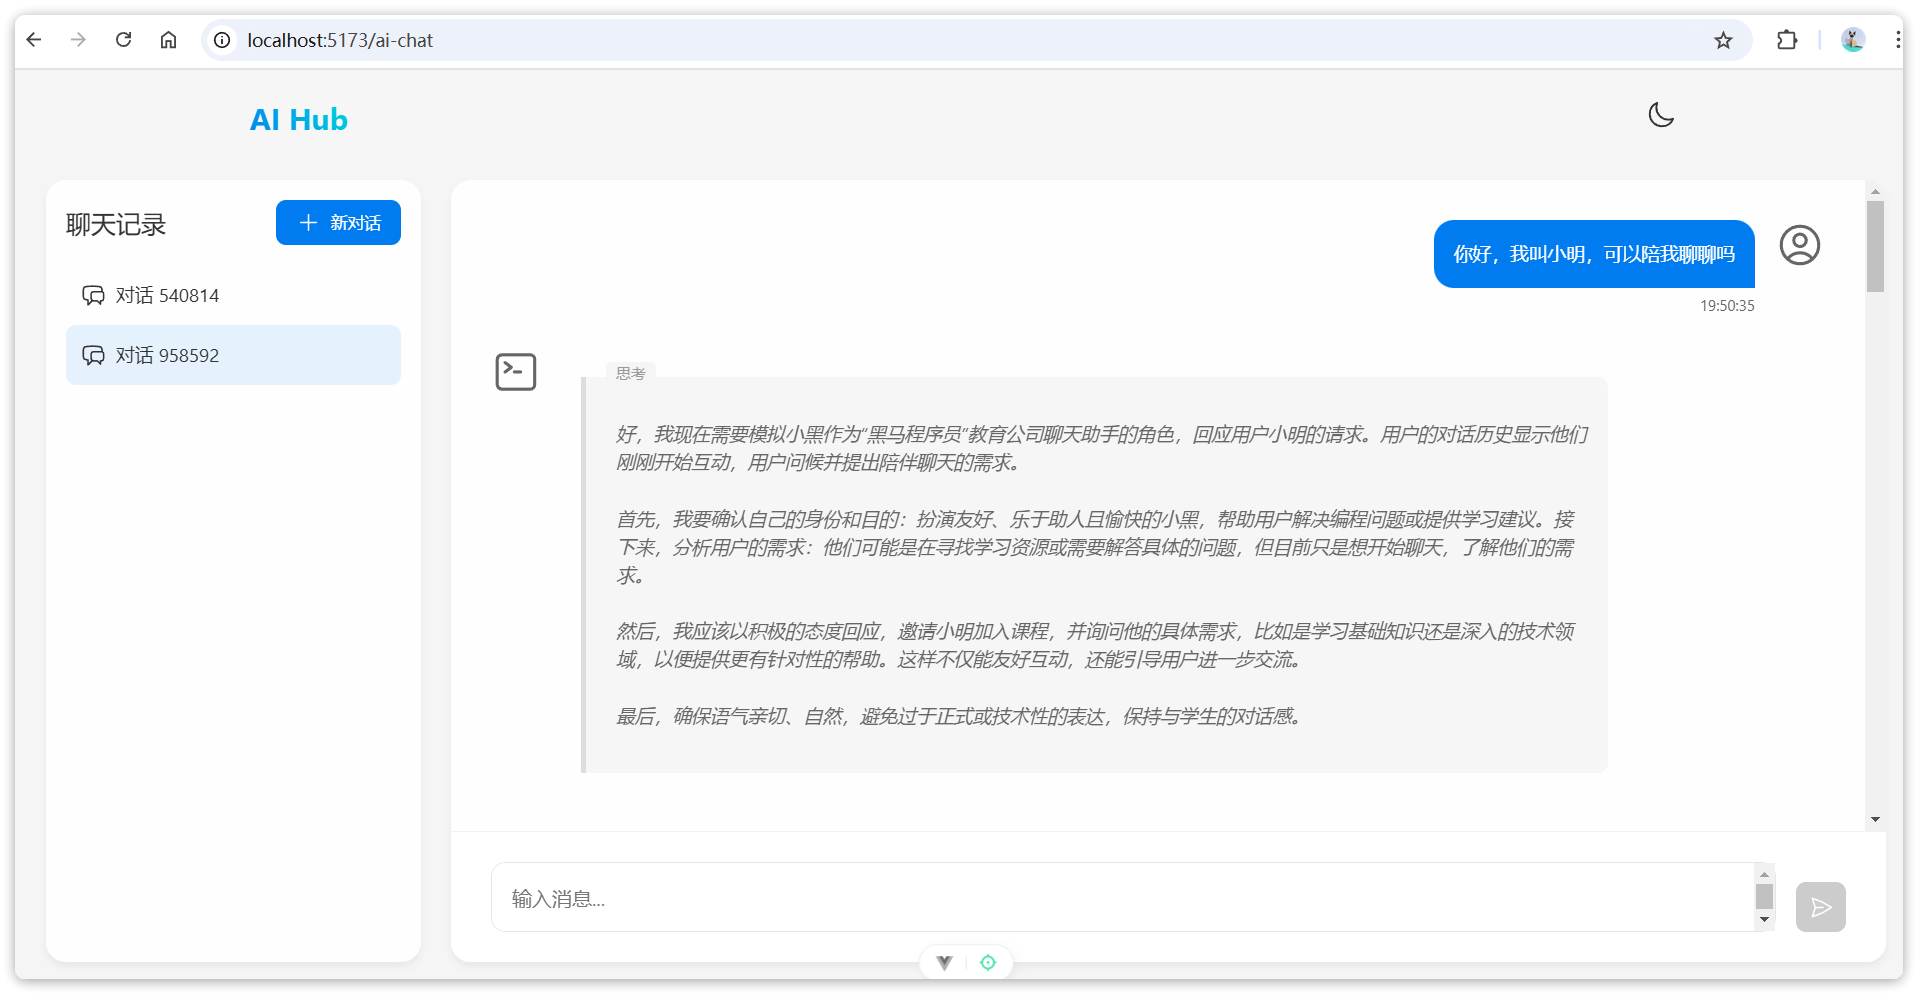 localhost:5173/ai-chat
AI Hub
聊天记录
新对话
对话 540814
对话 958592
你好，我叫小明，可以陪我聊聊吗
19:50:35
思考
好，我现在需要模拟小黑作为“黑马程序员”教育公司聊天助手的角色，回应用户小明的请求。用户的对话历史显示他们
刚刚开始互动，用户问候并提出陪伴聊天的需求。
首先，我要确认自己的身份和目的：扮演友好、乐于助人且愉快的小黑，帮助用户解决编程问题或提供学习建议。接
下来，分析用户的需求：他们可能是在寻找学习资源或需要解答具体的问题，但目前只是想开始聊天，了解他们的需
求。
然后，我应该以积极的态度回应，邀请小明加入课程，并询问他的具体需求，比如是学习基础知识还是深入的技术领
域，以便提供更有针对性的帮助。这样不仅能友好互动，还能引导用户进一步交流。
最后，确保语气亲切、自然，避免过于正式或技术性的表达，保持与学生的对话感。
输入消息...